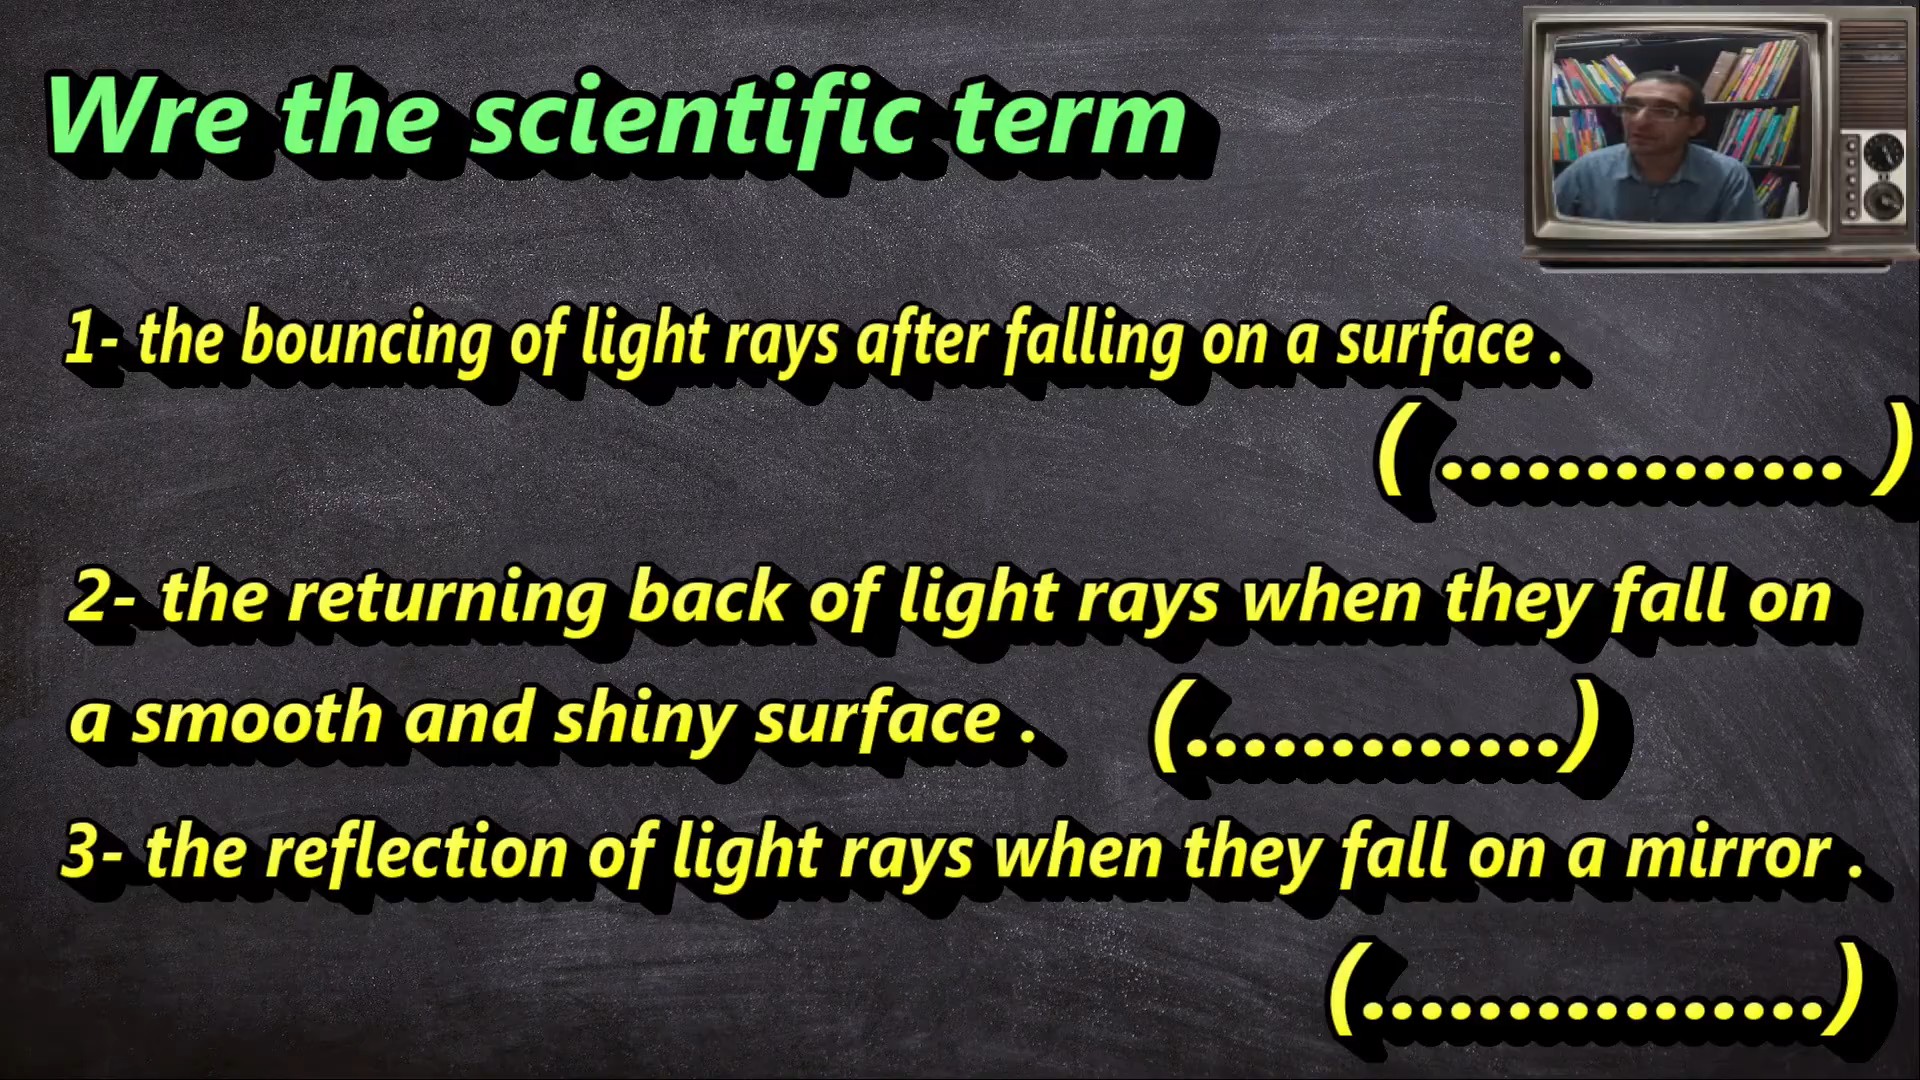 Wre the scientific term
1- the bouncing of light rays after falling on a surface .
( .............. )
2- the returning back of light rays when they fall on
a smooth and shiny surface . (.............)
3- the reflection of light rays when they fall on a mirror .
(................)